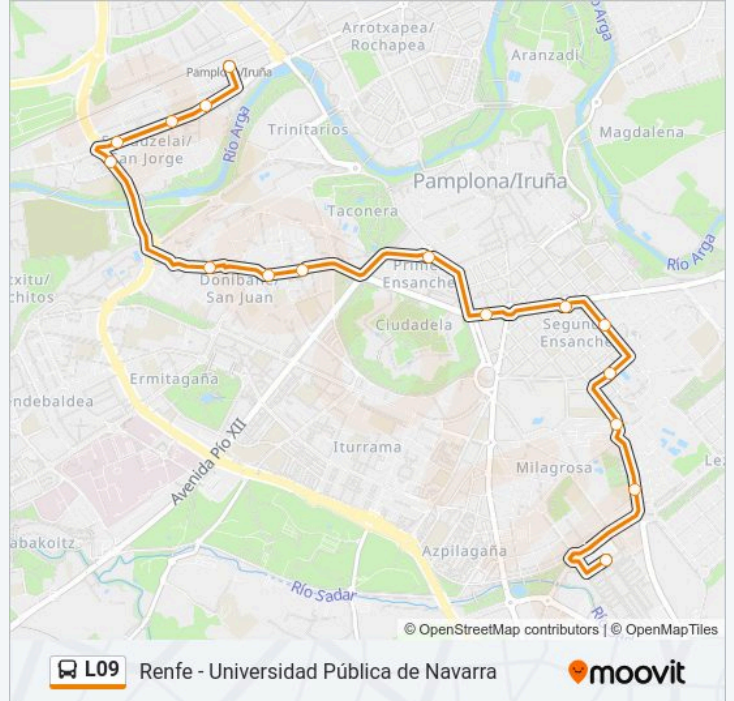 Arrotxapea/
Rochapea
Aranzadi
Pamplona/Iruña
Río Arga
Trinitarios
Magdalena
San Jorge
Pamplona/Iruña
Taconera
Río Arga
Donibane/
San Juan
Primer
Ensanche
Ciudadela
Segundo
Ensanche
Ermitagaña
Avenida Pío XII
Iturrama
Milagrosa
Azpilagaña
Río Sadar
© OpenStreetMap contributors | © OpenMapTiles
L09 Renfe - Universidad Pública de Navarra
moovit